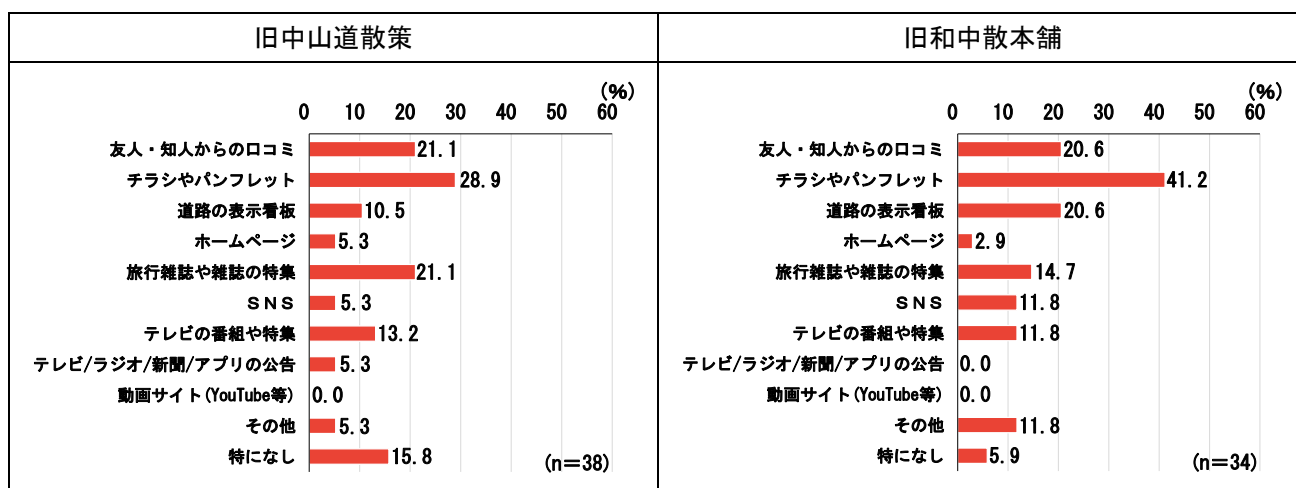 旧中山道散策
(%)
0 10 20 30 40 50 60
友人・知人からの口コミ 21.1
チラシやパンフレット 28.9
道路の表示看板 10.5
ホームページ 5.3
旅行雑誌や雑誌の特集 21.1
SNS 5.3
テレビの番組や特集 13.2
テレビ/ラジオ/新聞/アプリの公告 5.3
動画サイト(YouTube等) 0.0
その他 5.3
特になし 15.8
(n=38)
旧和中散本舗
(%)
0 10 20 30 40 50 60
友人・知人からの口コミ 20.6
チラシやパンフレット 41.2
道路の表示看板 20.6
ホームページ 2.9
旅行雑誌や雑誌の特集 14.7
SNS 11.8
テレビの番組や特集 11.8
テレビ/ラジオ/新聞/アプリの公告 0.0
動画サイト(YouTube等) 0.0
その他 11.8
特になし 5.9
(n=34)